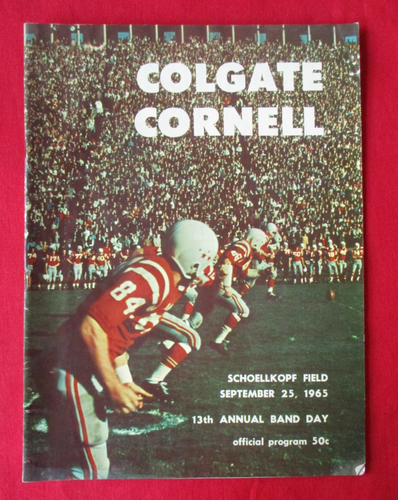 COLGATE
CORNELL
84
SCHOELLKOPF FIELD
SEPTEMBER 25, 1965
13th ANNUAL BAND DAY
official program 50c